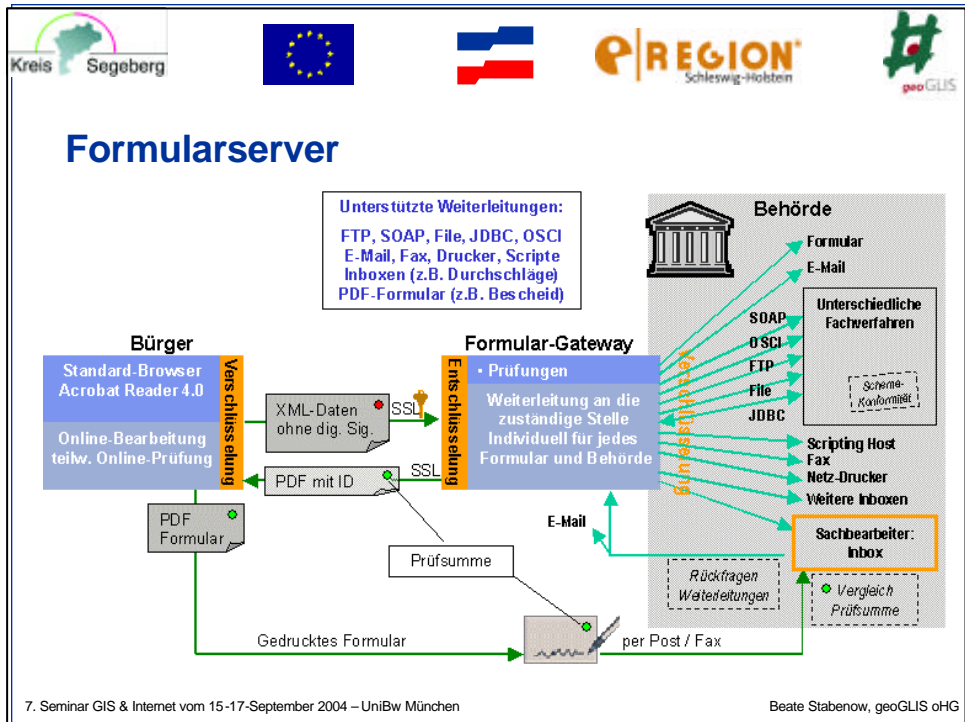 Kreis Segeberg
e REGION
Schleswig-Holstein
geoGLIS
Formularserver
Unterstützte Weiterleitungen:
FTP, SOAP, File, JDBC, OSCI
E-Mail, Fax, Drucker, Scripte
Inboxen (z.B. Durchschläge)
PDF-Formular (z.B. Bescheid)
Behörde
Formular
E-Mail
Unterschiedliche
Fachverfahren
Scheme-
Konformität
SOAP
OSCI
FTP
File
JDBC
Scripting Host
Fax
Netz-Drucker
Weitere Inboxen
Bürger
Standard-Browser
Acrobat Reader 4.0
Online-Bearbeitung
teilw. Online-Prüfung
Verschlüsselung
XML-Daten
ohne dig. Sig.
SSL
PDF mit ID
SSL
Formular-Gateway
Entschlüsselung
• Prüfungen
Weiterleitung an die
zuständige Stelle
Individuell für jedes
Formular und Behörde
Verschlüsselung
PDF
Formular
Prüfsumme
E-Mail
Sachbearbeiter:
Inbox
Rückfragen
Weiterleitungen
Vergleich
Prüfsumme
Gedrucktes Formular
per Post / Fax
7. Seminar GIS & Internet vom 15-17-September 2004 – UniBw München
Beate Stabenow, geoGLIS oHG